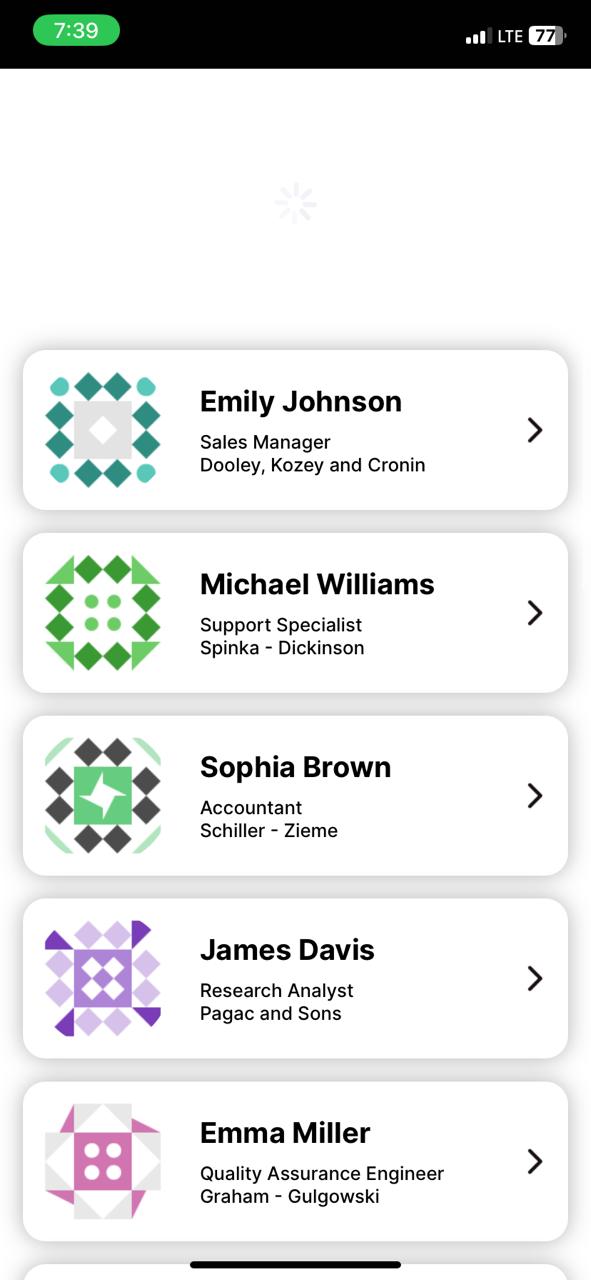 7:39
LTE 77
Emily Johnson
Sales Manager
Dooley, Kozey and Cronin
Michael Williams
Support Specialist
Spinka - Dickinson
Sophia Brown
Accountant
Schiller - Zieme
James Davis
Research Analyst
Pagac and Sons
Emma Miller
Quality Assurance Engineer
Graham - Gulgowski